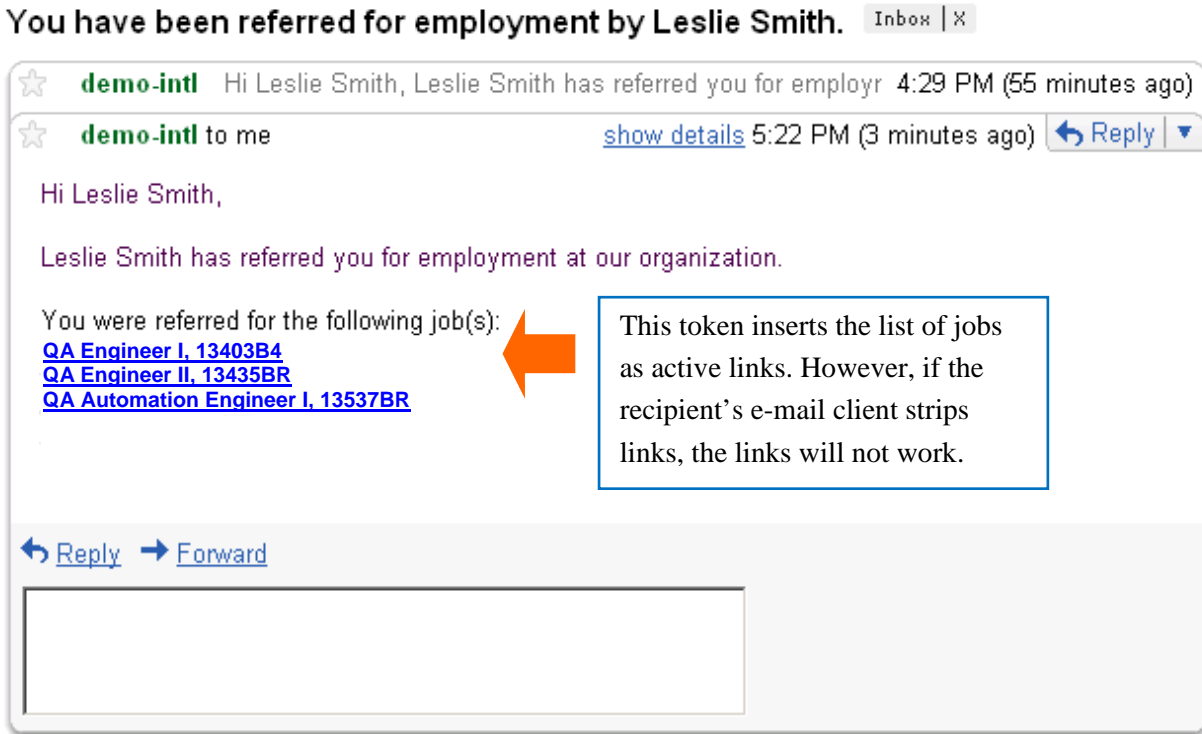 You have been referred for employment by Leslie Smith. Inbox | X
demo-intl Hi Leslie Smith, Leslie Smith has referred you for employr 4:29 PM (55 minutes ago)
demo-intl to me show details 5:22 PM (3 minutes ago) Reply
Hi Leslie Smith,
Leslie Smith has referred you for employment at our organization.
You were referred for the following job(s):
QA Engineer I, 13403B4
QA Engineer II, 13435BR
QA Automation Engineer I, 13537BR
This token inserts the list of jobs
as active links. However, if the
recipient’s e-mail client strips
links, the links will not work.
Reply Forward